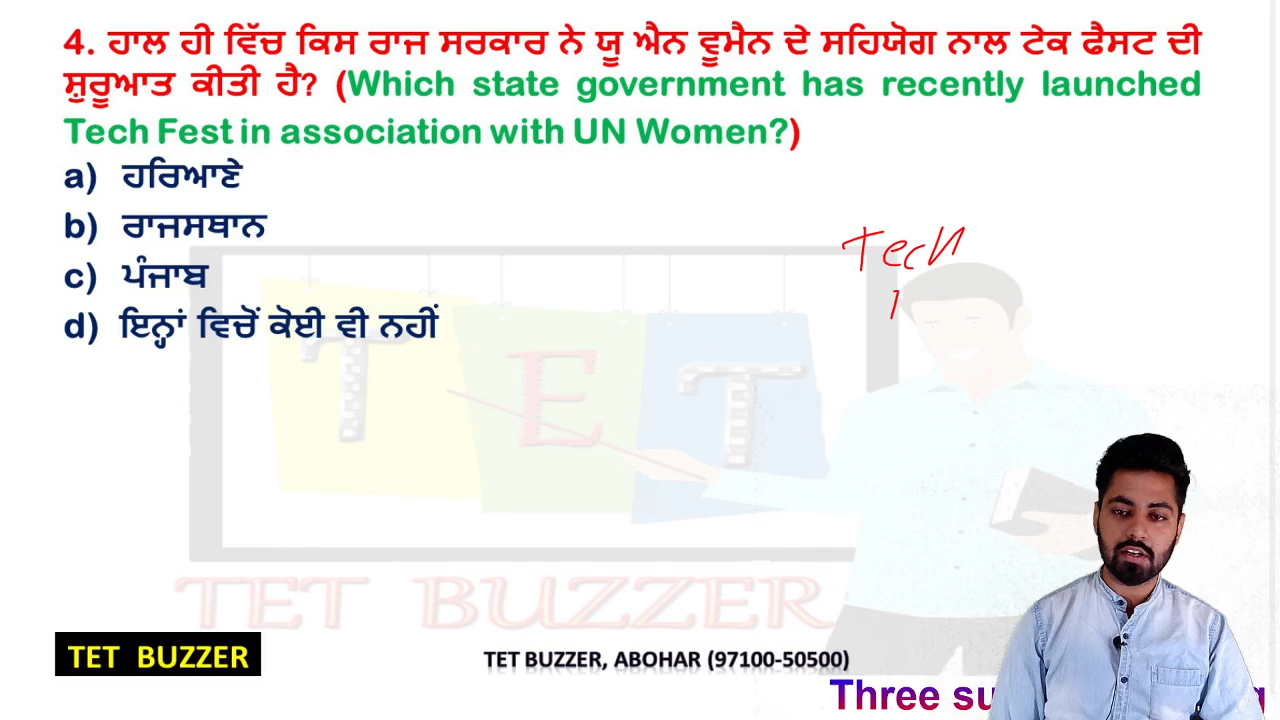 4. ਹਾਲ ਹੀ ਵਿੱਚ ਕਿਸ ਰਾਜ ਸਰਕਾਰ ਨੇ ਯੂ ਐਨ ਵੂਮੈਨ ਦੇ ਸਹਿਯੋਗ ਨਾਲ ਟੇਕ ਫੈਸਟ ਦੀ
ਸ਼ੁਰੂਆਤ ਕੀਤੀ ਹੈ? (Which state government has recently launched
Tech Fest in association with UN Women?)
a) ਹਰਿਆਣੇ
b) ਰਾਜਸਥਾਨ
c) ਪੰਜਾਬ
d) ਇਨ੍ਹਾਂ ਵਿਚੋਂ ਕੋਈ ਵੀ ਨਹੀਂ
Tech
T E T
TET BUZZER
TET BUZZER
TET BUZZER, ABOHAR (97100-50500)
Three